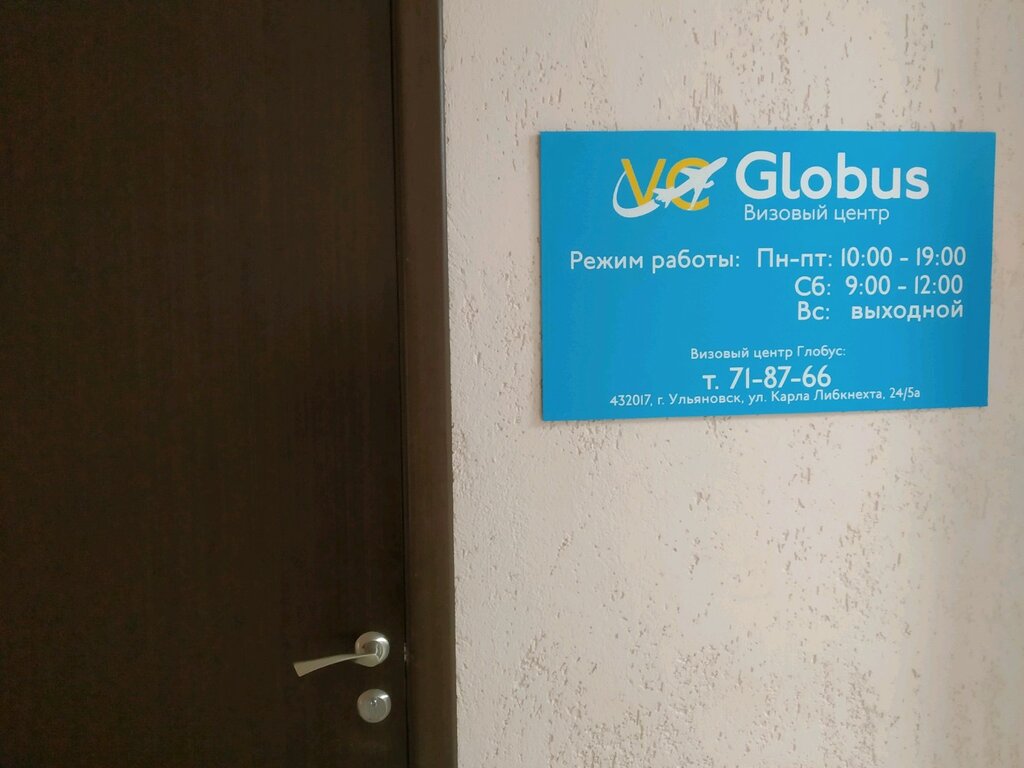 VC Globus
Визовый центр
Режим работы: Пн-пт: 10:00 - 19:00
Сб: 9:00 - 12:00
Вс: выходной
Визовый центр Глобус:
т. 71-87-66
432017, г. Ульяновск, ул. Карла Либкнехта, 24/5а